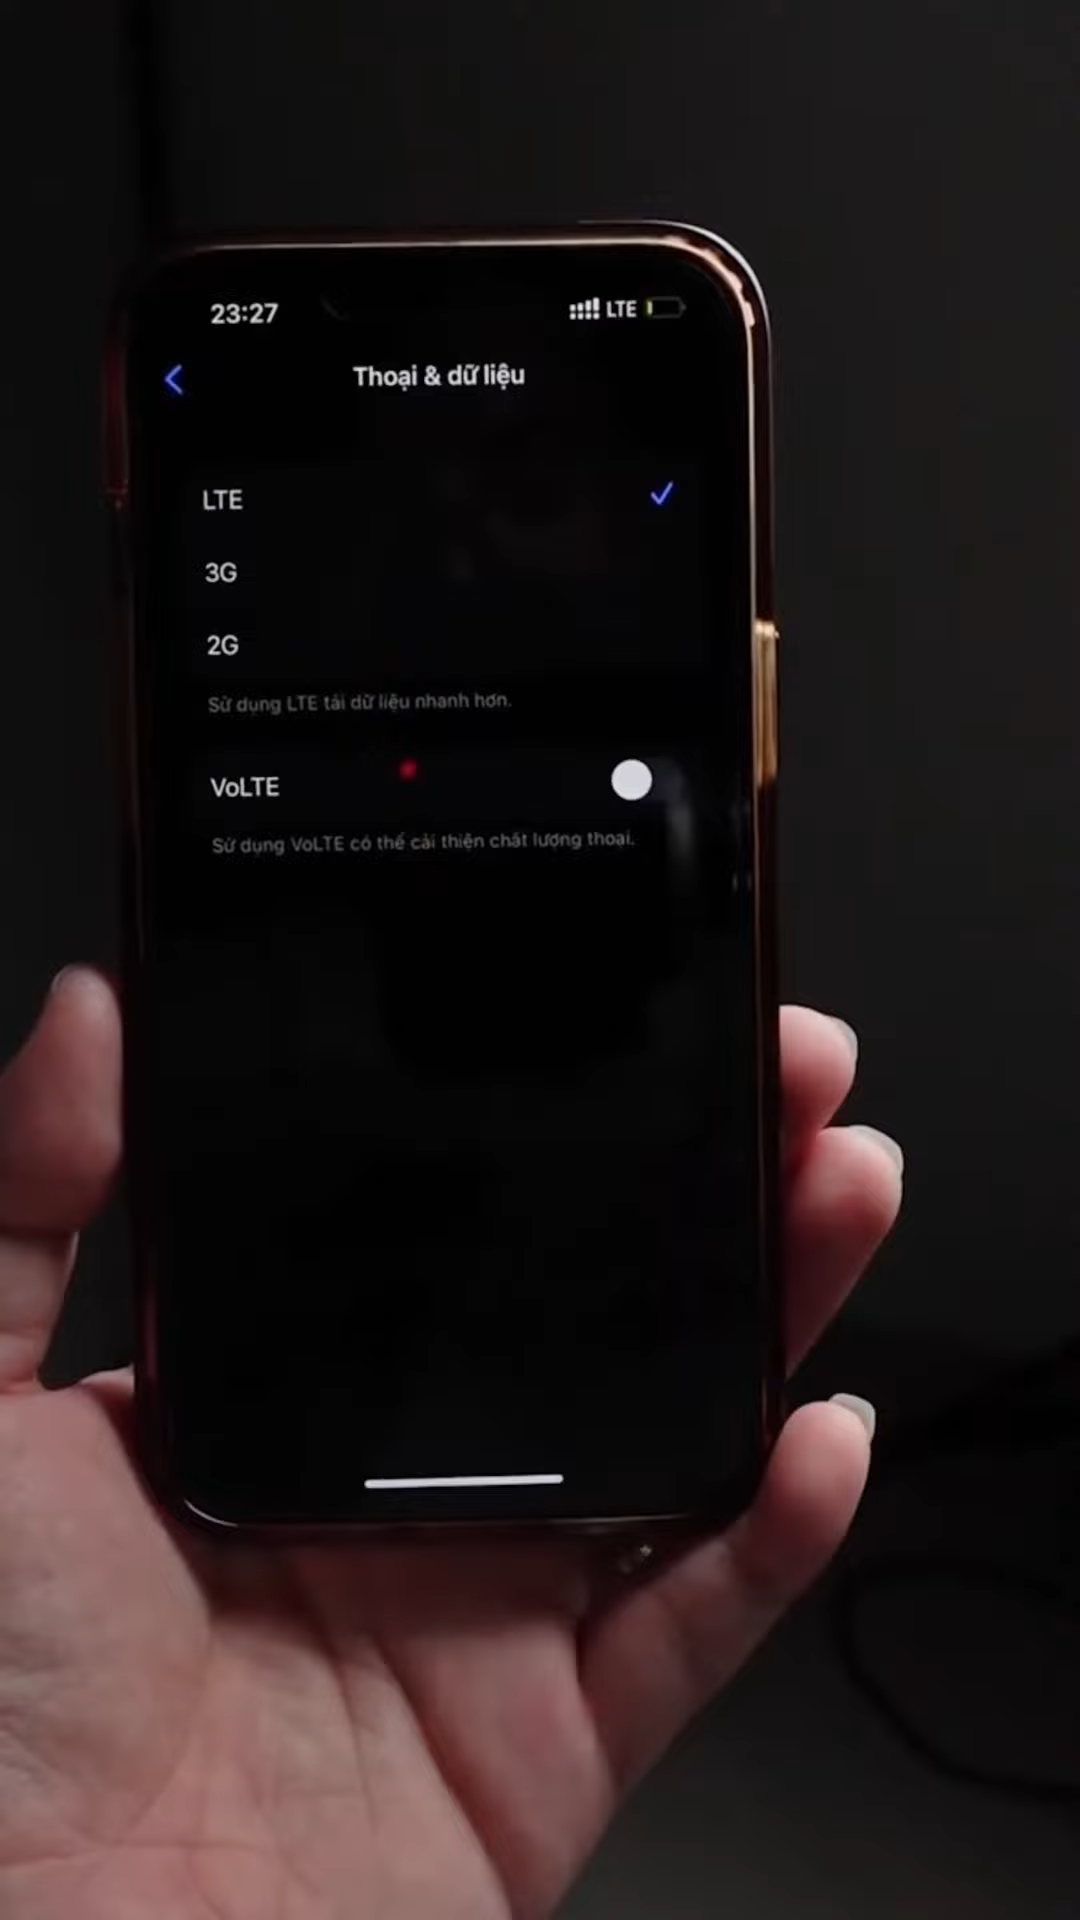 23:27
LTE
Thoại & dữ liệu
LTE
3G
2G
Sử dụng LTE tải dữ liệu nhanh hơn.
VoLTE
Sử dụng VoLTE có thể cải thiện chất lượng thoại.